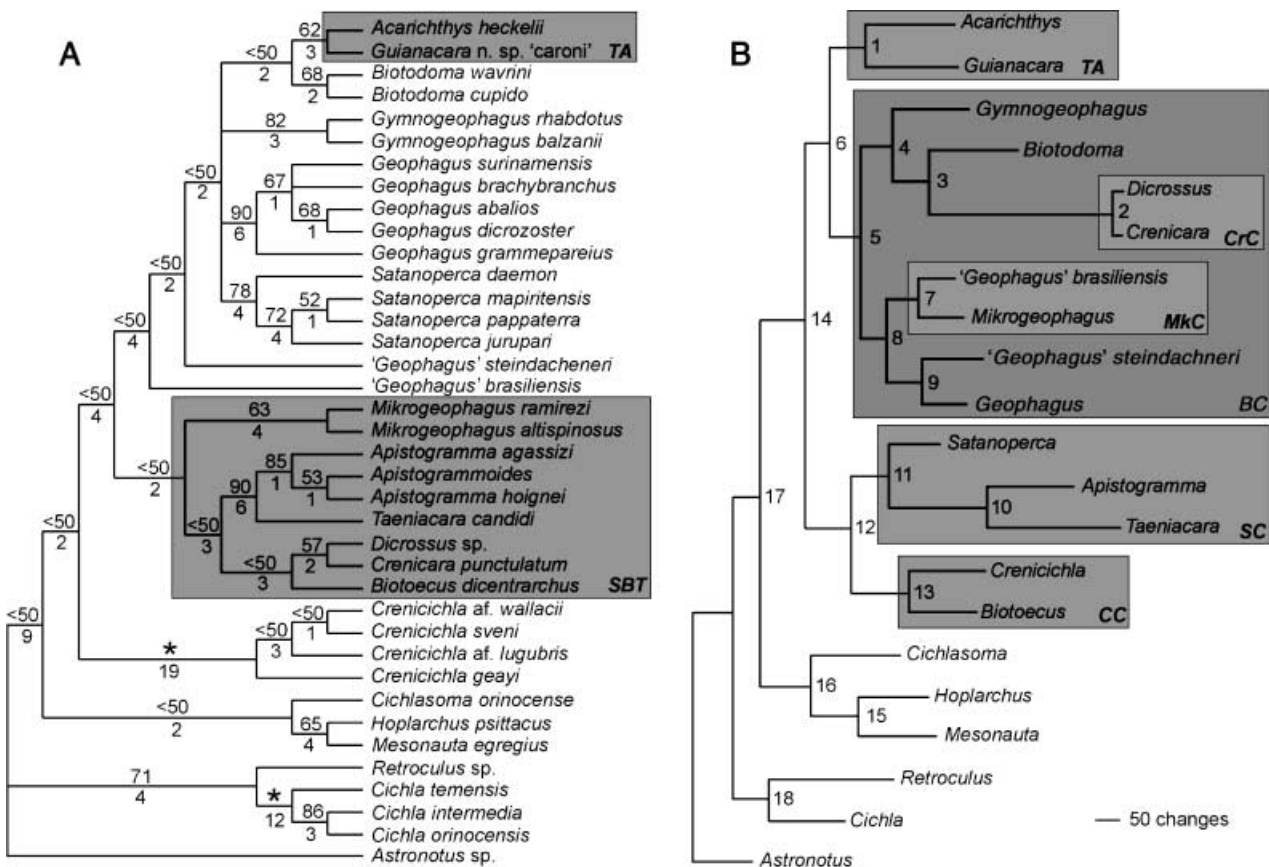 A
62
Acarichthys heckelii
<50
3
Guianacara n. sp. 'caroni' TA
2
68
Biotodoma wavrini
2
Biotodoma cupido
82
Gymnogeophagus rhabdotus
3
Gymnogeophagus balzanii
<50
2
Geophagus surinamensis
67
Geophagus brachybranchus
1
90
68
Geophagus abalios
6
1
Geophagus dicrozoster
Geophagus grammepareius
<50
2
78
Satanoperca daemon
4
52
Satanoperca mapiritensis
72
1
Satanoperca pappaterra
4
Satanoperca jurupari
<50
4
'Geophagus' steindacheneri
'Geophagus' brasiliensis
<50
4
63
Mikrogeophagus ramirezi
4
Mikrogeophagus altispinosus
<50
2
85
Apistogramma agassizi
90
1
53
Apistogrammoides
6
1
Apistogramma hoignei
<50
3
Taeniacara candidi
57
Dicrossus sp.
<50
2
Crenicara punctulatum
3
Biotoecus dicentrarchus SBT
<50
2
<50
Crenicichla af. wallacii
<50
1
Crenicichla sveni
*
3
Crenicichla af. lugubris
19
Crenicichla geayi
<50
9
<50
Cichlasoma orinocense
2
65
Hoplarchus psittacus
4
Mesonauta egregius
71
Retroculus sp.
4
*
Cichla temensis
12
86
Cichla intermedia
3
Cichla orinocensis
Astronotus sp.
B
Acarichthys
1
Guianacara TA
6
Gymnogeophagus
4
Biotodoma
3
Dicrossus
2
Crenicara
CrC
5
'Geophagus' brasiliensis
7
Mikrogeophagus
MkC
14
8
'Geophagus' steindachneri
9
Geophagus
BC
Satanoperca
11
Apistogramma
10
17
12
Taeniacara
SC
Crenicichla
13
Biotoecus
CC
Cichlasoma
16
Hoplarchus
15
Mesonauta
Retroculus
18
Cichla
50 changes
Astronotus